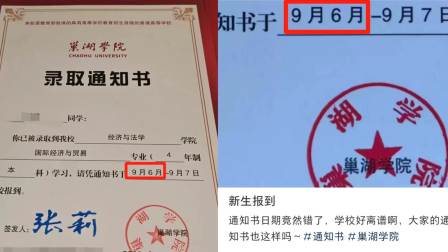 巢湖学院
CHAOHU UNIVERSITY
录取通知书
同学:
你已被录取到我校 经济与法学 学院
国际经济与贸易 专业( 4 年制
本 科)学习,请凭通知书于 9月6月–9月7日
校报到。
签发人: 张莉
知书于 9月6月–9月7
湖学
巢湖学院
新生报到
通知书日期竟然错了,学校好离谱啊,大家的通
知书也这样吗~ #通知书 #巢湖学院